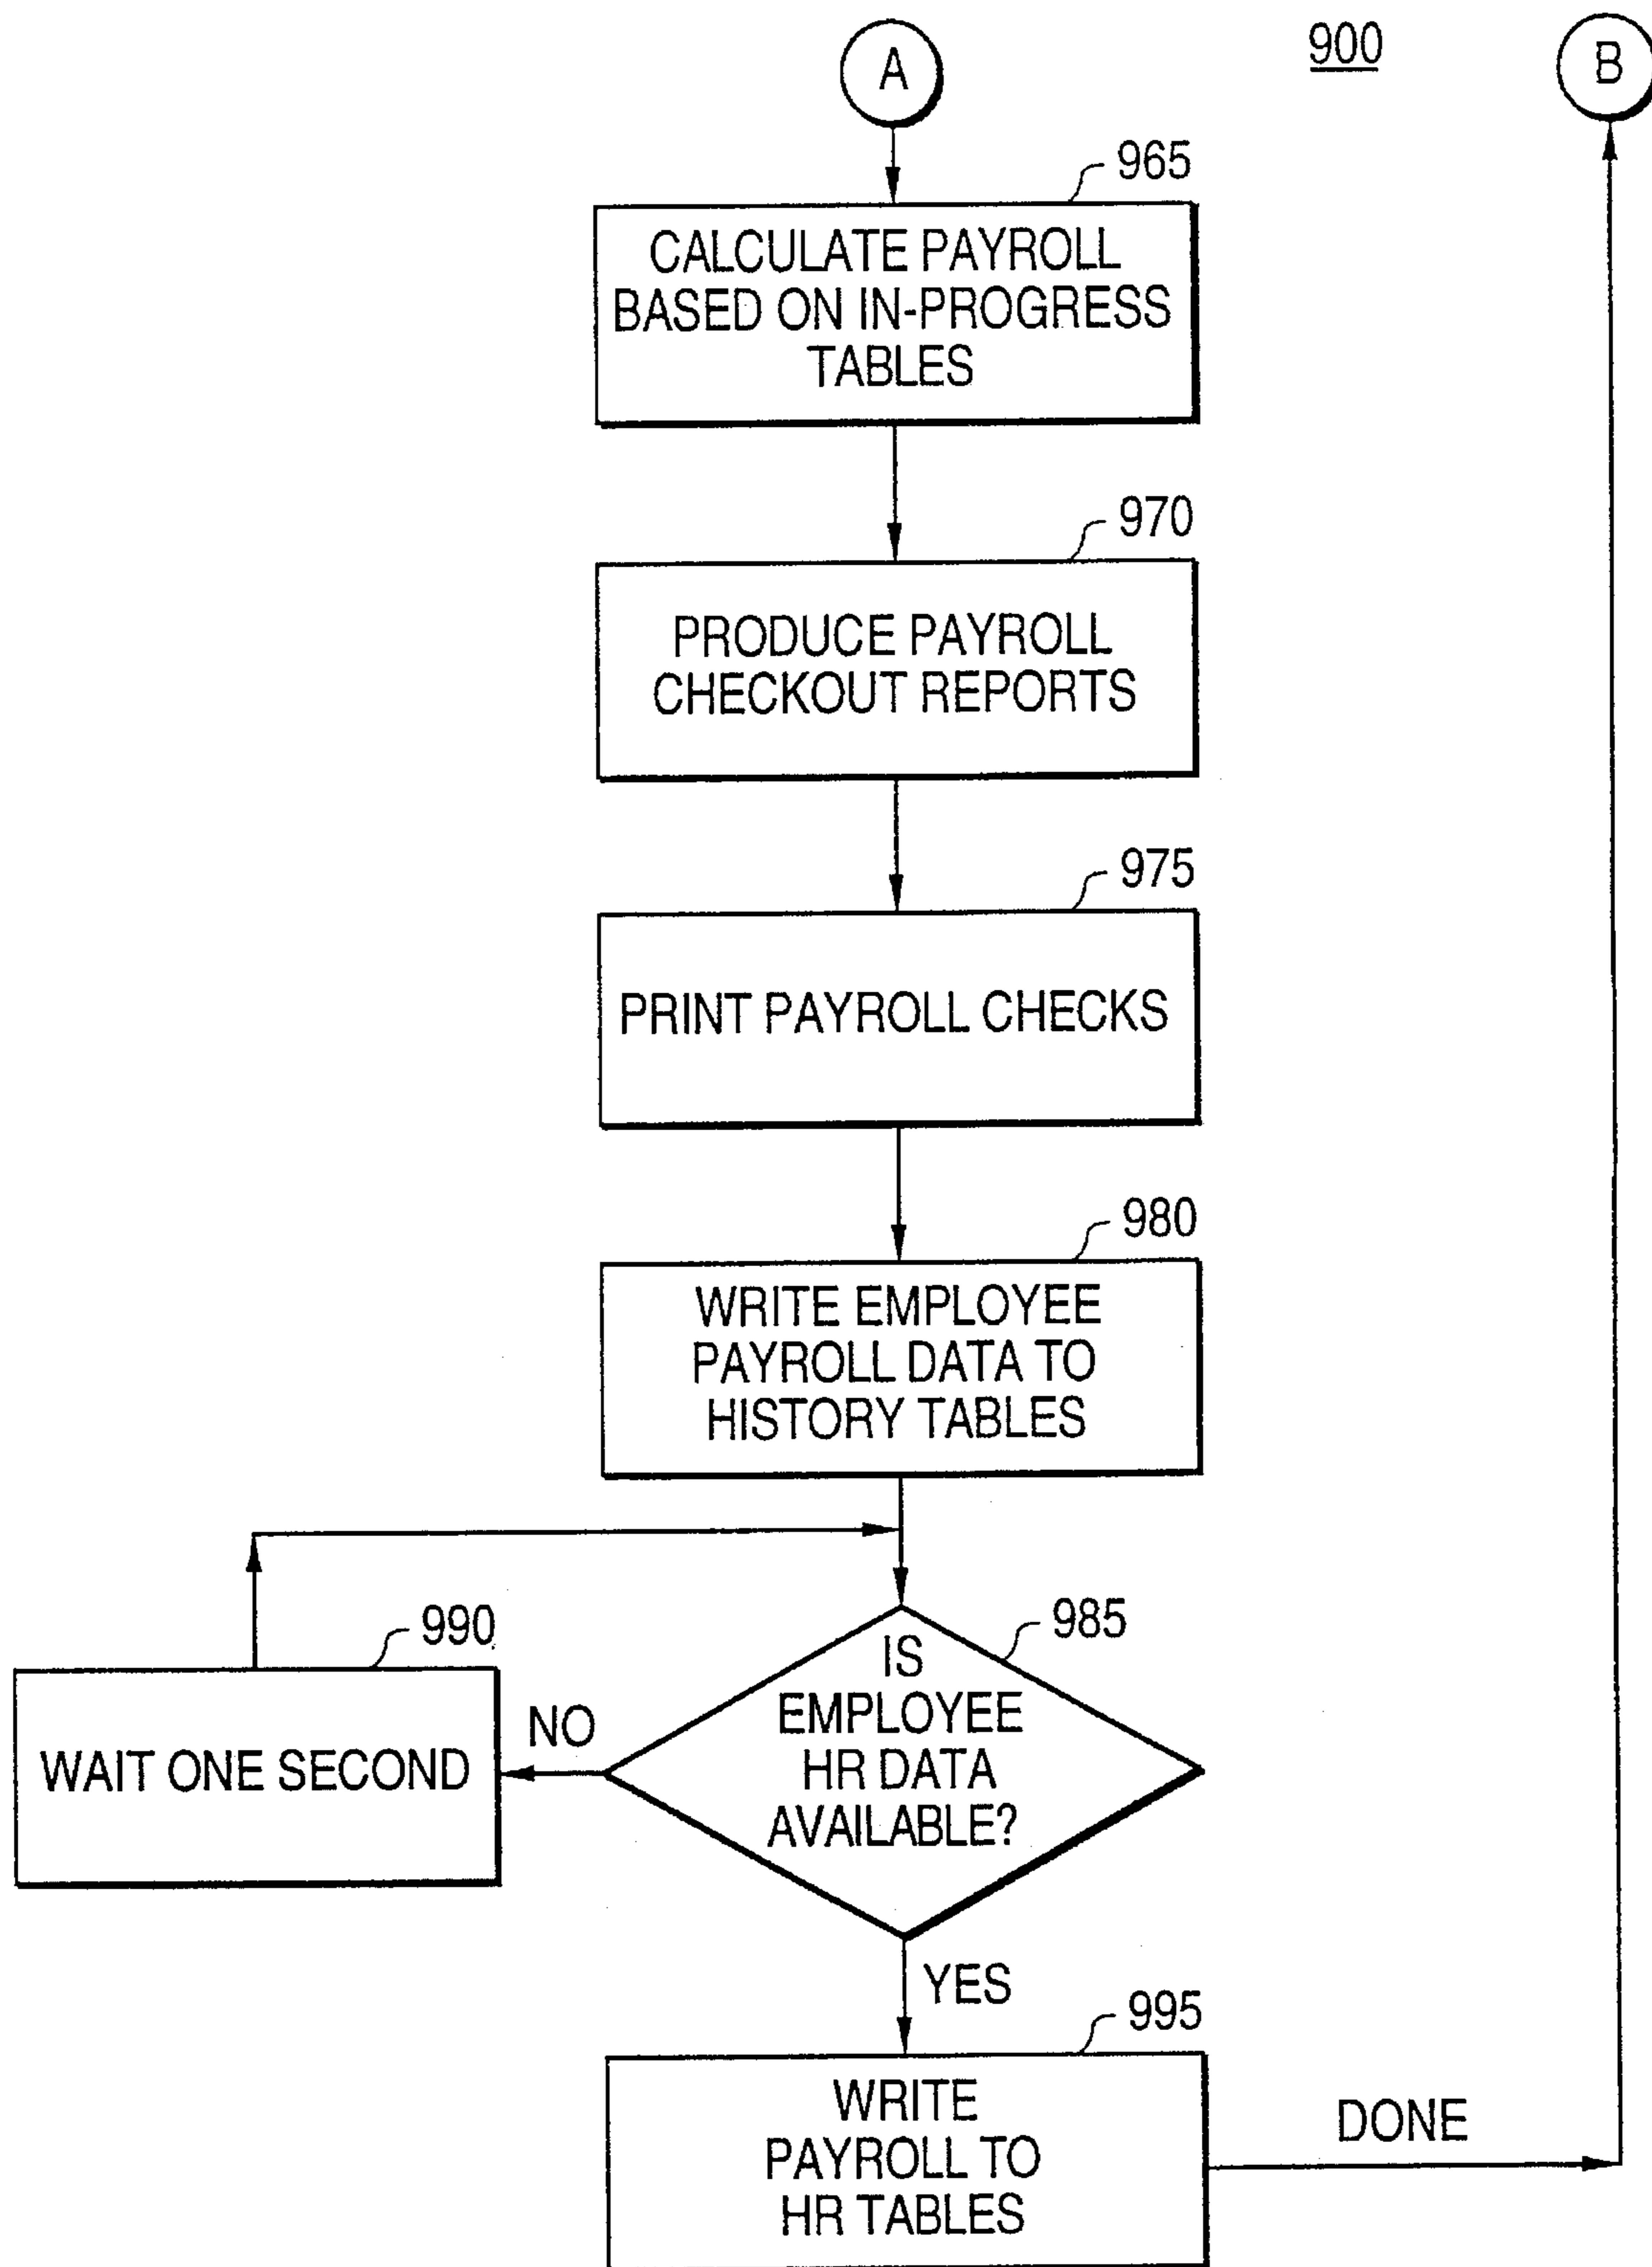 A
900
B
965
CALCULATE PAYROLL
BASED ON IN-PROGRESS
TABLES
970
PRODUCE PAYROLL
CHECKOUT REPORTS
975
PRINT PAYROLL CHECKS
980
WRITE EMPLOYEE
PAYROLL DATA TO
HISTORY TABLES
985
IS
EMPLOYEE
HR DATA
AVAILABLE?
990
NO
WAIT ONE SECOND
YES
995
WRITE
PAYROLL TO
HR TABLES
DONE